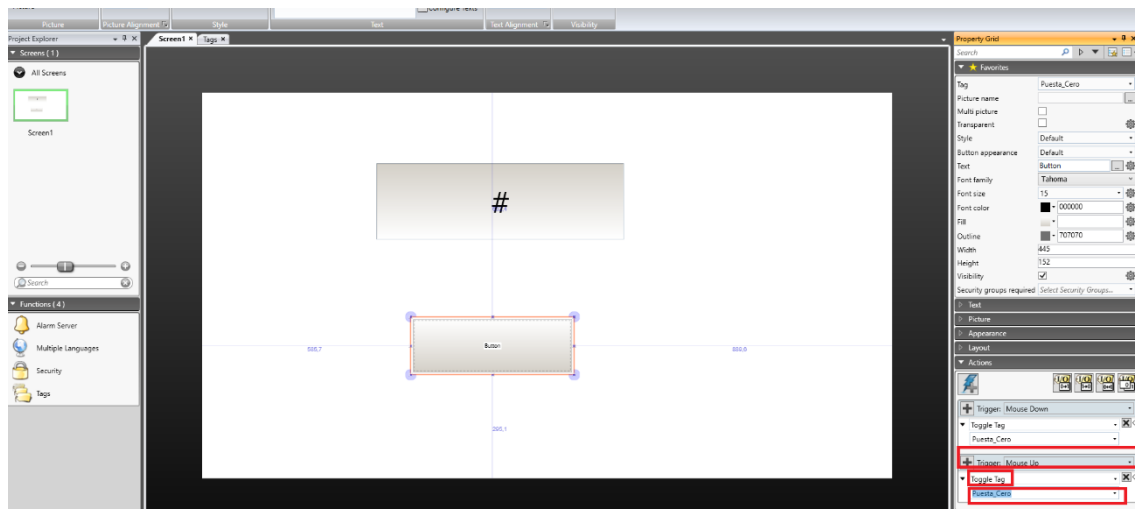 Picture
Configure Texts
Picture Picture Alignment Style Text Text Alignment Visibility
Project Explorer
Screens ( 1 )
All Screens
Screen1
Search
Functions ( 4 )
Alarm Server
Multiple Languages
Security
Tags
Screen1 × Tags ×
#
Button
295,1
Property Grid
Search
Favorites
Tag Puesta_Cero
Picture name
Multi picture
Transparent
Style Default
Button appearance Default
Text Button
Font family Tahoma
Font size 15
Font color 000000
Fill
Outline 707070
Width 445
Height 152
Visibility
Security groups required Select Security Groups...
Text
Picture
Appearance
Layout
Actions
Trigger: Mouse Down
Toggle Tag
Puesta_Cero
Trigger: Mouse Up
Toggle Tag
Puesta_Cero